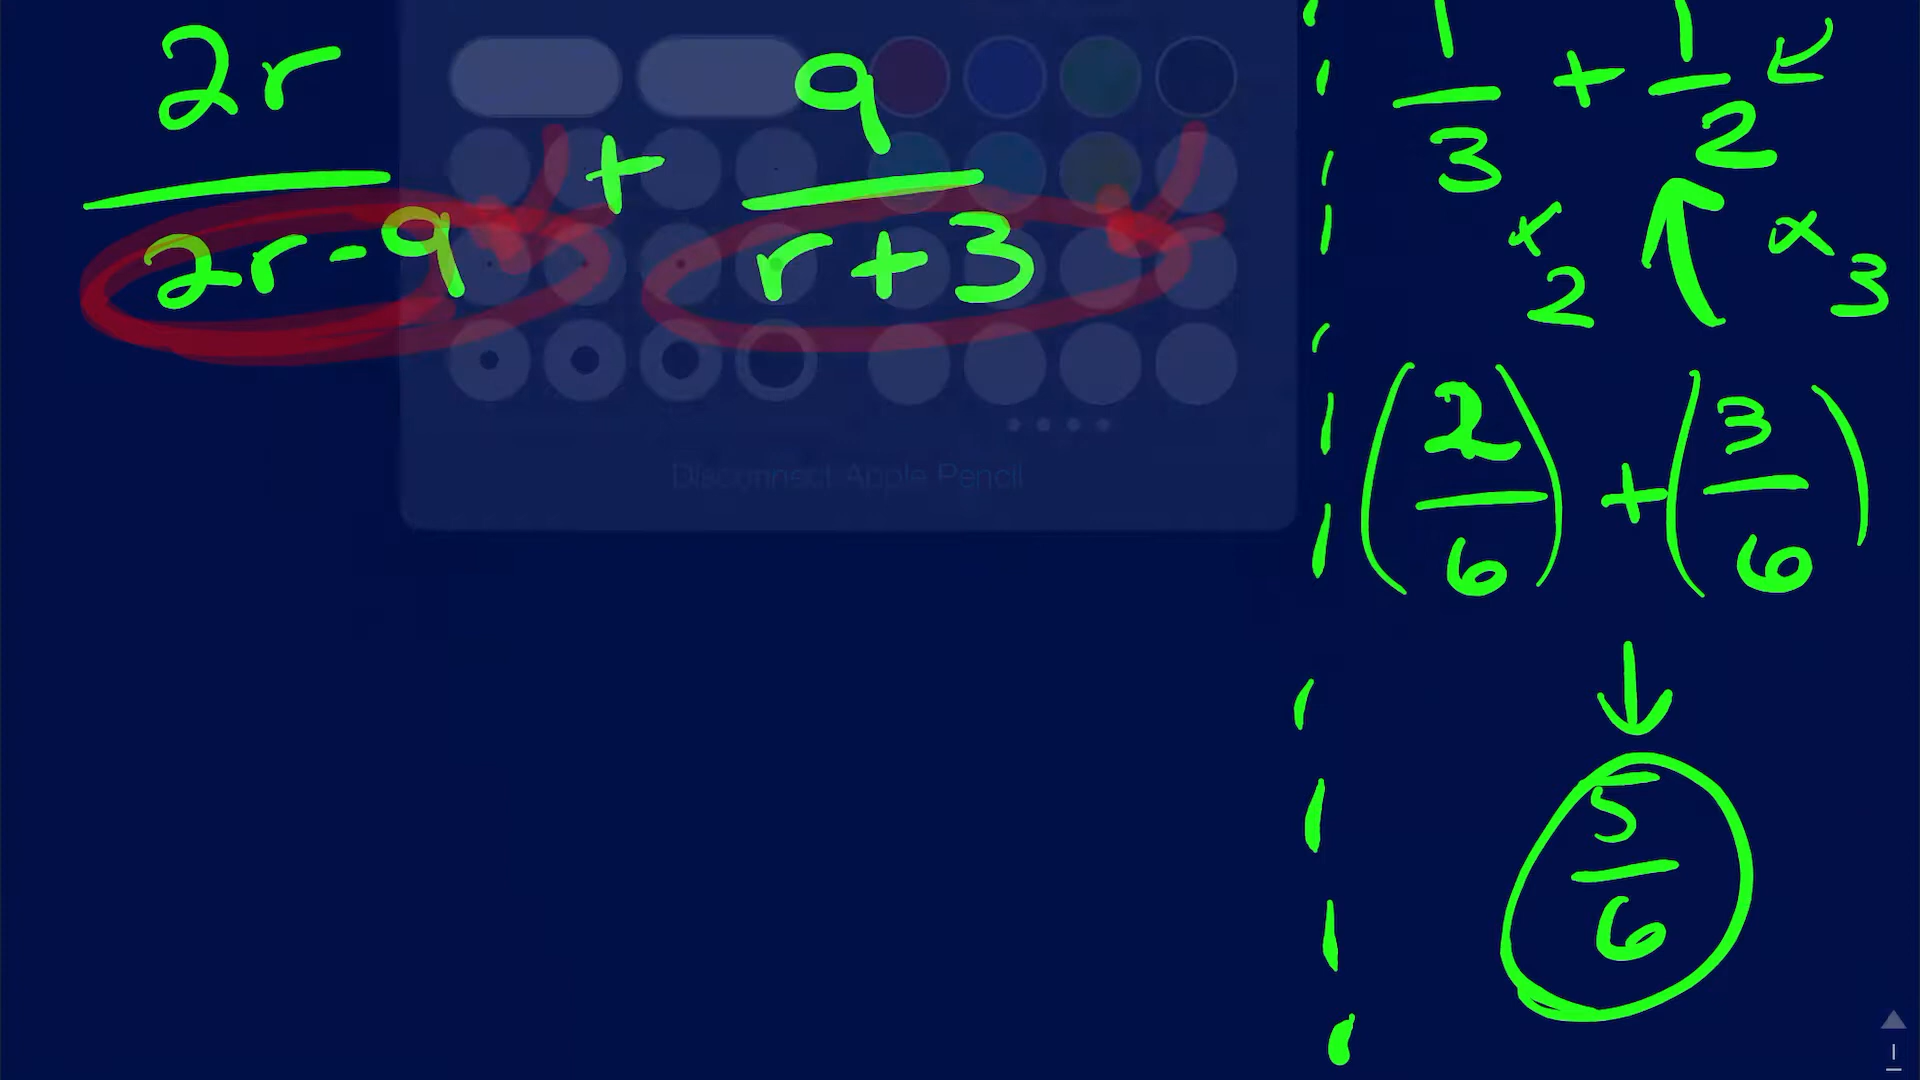 2r/(2r-9) + 9/(r+3)
1/3 + 1/2
x2 x3
(2/6) + (3/6)
5/6
Disconnect Apple Pencil